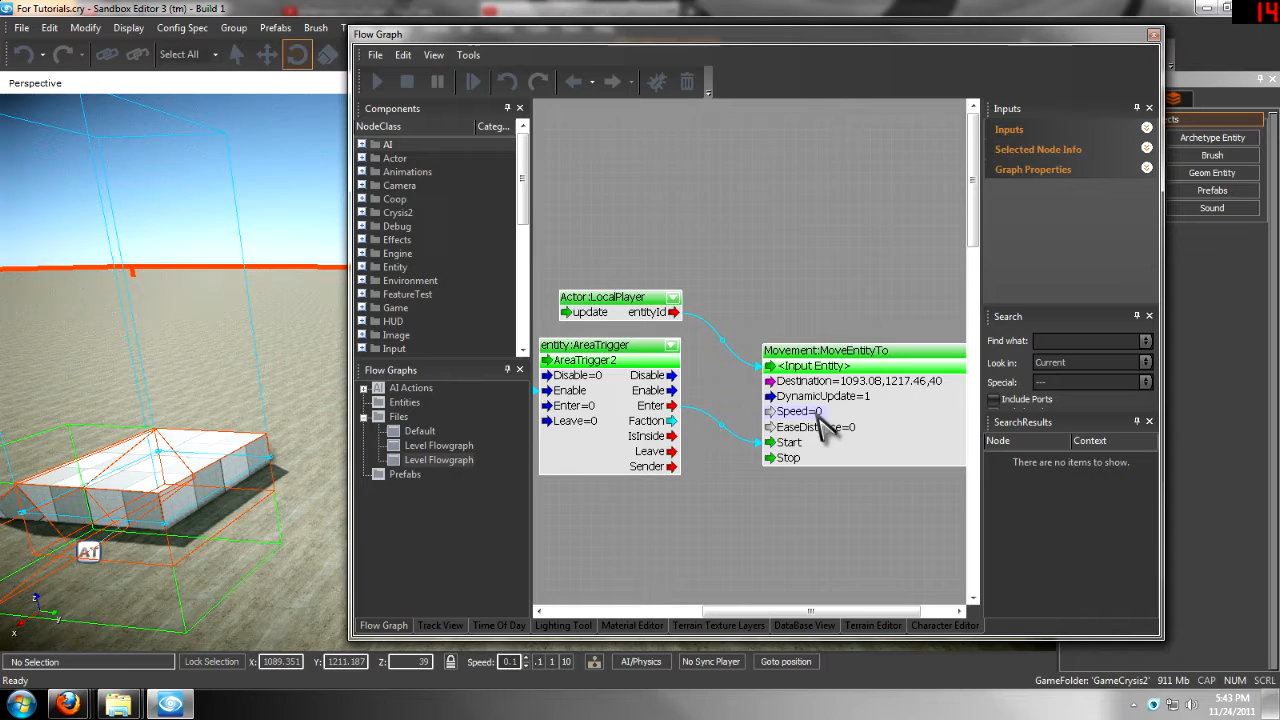 For Tutorials.cry - Sandbox Editor 3 (tm) - Build 1
14
File Edit Modify Display Config Spec Group Prefabs Brush T
Select All
Perspective
Flow Graph
File Edit View Tools
Components
NodeClass Categ...
AI
Actor
Animations
Camera
Coop
Crysis2
Debug
Effects
Engine
Entity
Environment
FeatureTest
Game
HUD
Image
Input
Flow Graphs
AI Actions
Entities
Files
Default
Level Flowgraph
Level Flowgraph
Prefabs
Actor:LocalPlayer
update entityId
entity:AreaTrigger
AreaTrigger2
Disable=0 Disable
Enable Enable
Enter=0 Enter
Leave=0 Faction
IsInside
Leave
Sender
Movement:MoveEntityTo
<Input Entity>
Destination=1093.08,1217.46,40
DynamicUpdate=1
Speed=0
Start
Stop
Inputs
Inputs
Selected Node Info
Graph Properties
Search
Find what:
Look in: Current
Special: ---
Include Ports
SearchResults
Node Context
There are no items to show.
Archetype Entity
Brush
Geom Entity
Prefabs
Sound
AT
z
y
x
Flow Graph Track View Time Of Day Lighting Tool Material Editor Terrain Texture Layers DataBase View Terrain Editor Character Editor
No Selection Lock Selection X: 1089.351 Y: 1211.187 Z: 39 Speed: 0.1 .1 1 10 AI/Physics No Sync Player Goto position
Ready GameFolder: 'GameCrysis2' 911 Mb CAP NUM
5:43 PM
11/24/2011